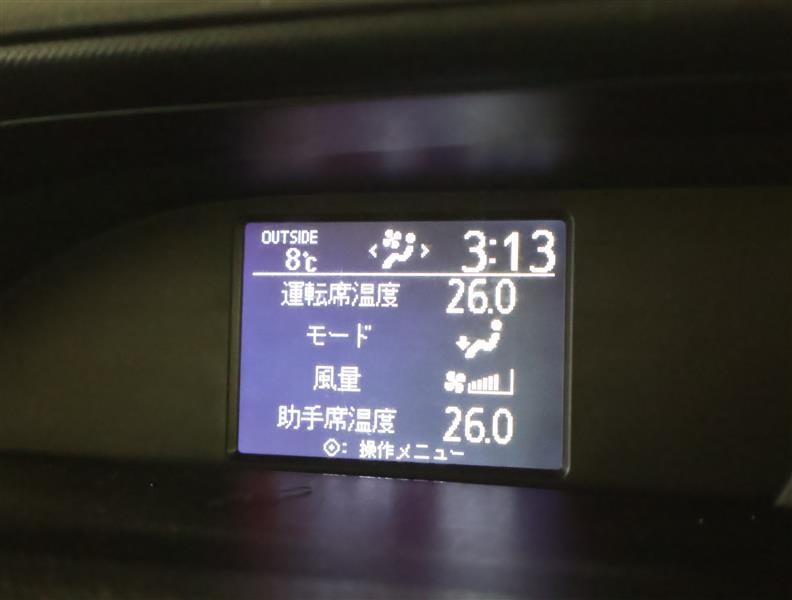 OUTSIDE 3:13
8℃
運転席温度 26.0
モード
風量
助手席温度 26.0
: 操作メニュー